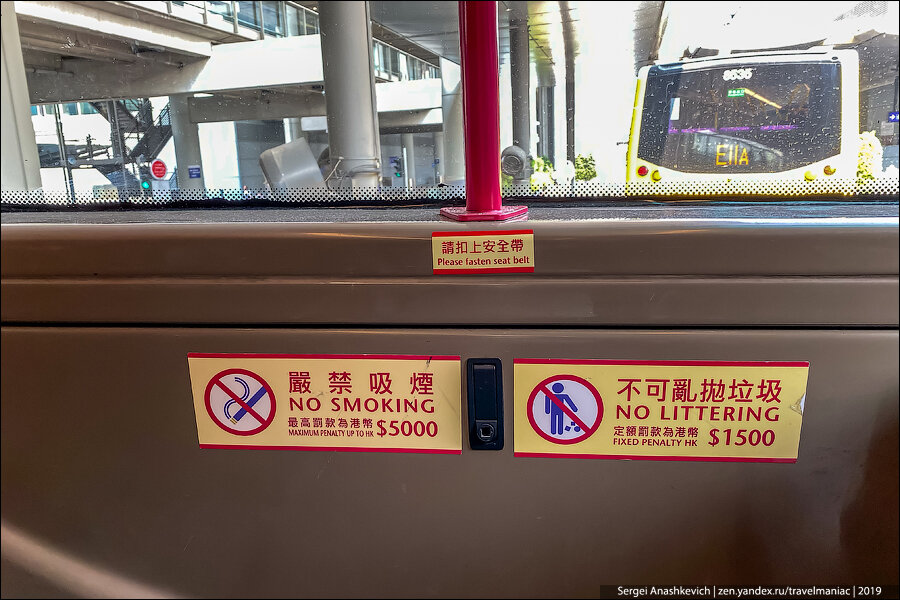 8536
E11A
請扣上安全帶
Please fasten seat belt
嚴禁吸煙
NO SMOKING
最高罰款為港幣
MAXIMUM PENALTY UP TO HK $5000
不可亂拋垃圾
NO LITTERING
定額罰款為港幣
FIXED PENALTY HK $1500
Sergei Anashkevich | zen.yandex.ru/travelmaniac | 2019